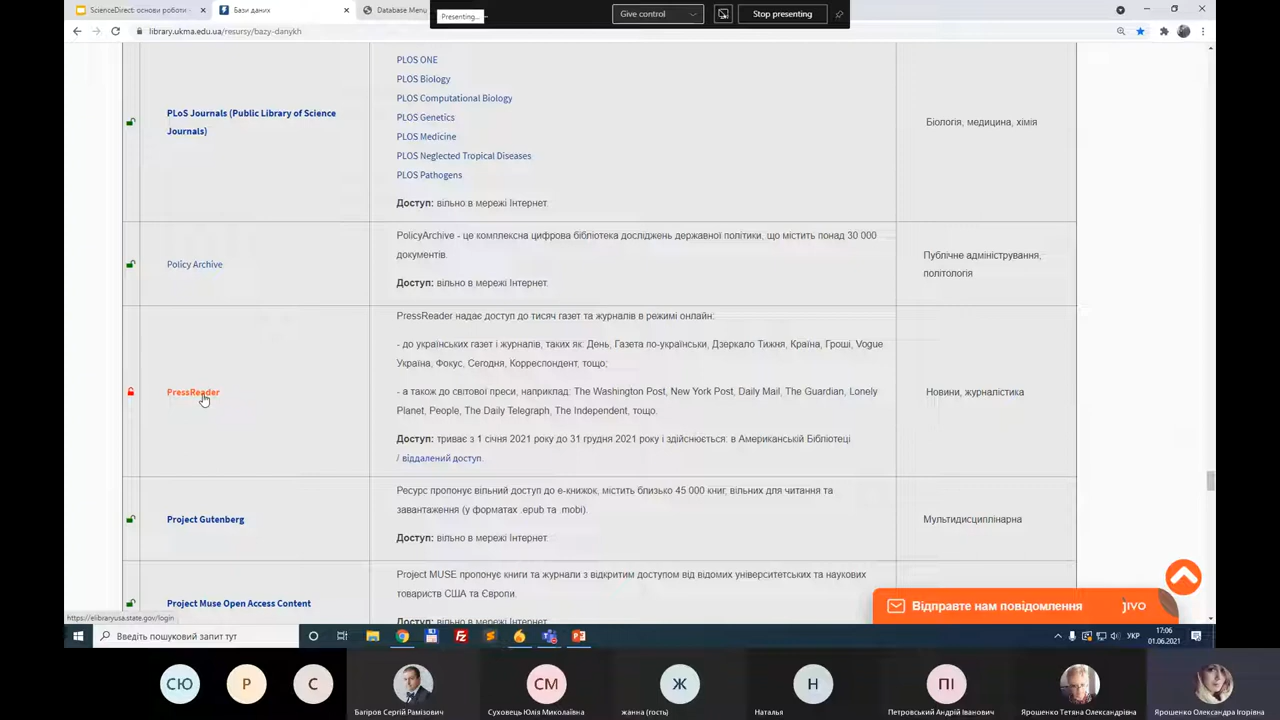 ScienceDirect: основи роботи -
Бази даних
Database Menu
Presenting...
Give control
Stop presenting
library.ukma.edu.ua/resursy/bazy-danykh
PLOS ONE
PLOS Biology
PLOS Computational Biology
PLOS Genetics
PLOS Medicine
PLOS Neglected Tropical Diseases
PLOS Pathogens
PLoS Journals (Public Library of Science
Journals)
Біологія, медицина, хімія
Доступ: вільно в мережі Інтернет.
Policy Archive
PolicyArchive - це комплексна цифрова бібліотека досліджень державної політики, що містить понад 30 000
документів.
Доступ: вільно в мережі Інтернет.
Публічне адміністрування,
політологія
PressReader
PressReader надає доступ до тисяч газет та журналів в режимі онлайн:
- до українських газет і журналів, таких як: День, Газета по-українськи, Дзеркало Тижня, Країна, Гроші, Vogue
Україна, Фокус, Сегодня, Корреспондент, тощо;
- а також до світової преси, наприклад: The Washington Post, New York Post, Daily Mail, The Guardian, Lonely
Planet, People, The Daily Telegraph, The Independent, тощо.
Доступ: триває з 1 січня 2021 року до 31 грудня 2021 року і здійснюється: в Американській Бібліотеці
/ віддалений доступ.
Новини, журналістика
Project Gutenberg
Ресурс пропонує вільний доступ до е-книжок, містить близько 45 000 книг, вільних для читання та
завантаження (у форматах .epub та .mobi).
Доступ: вільно в мережі Інтернет.
Мультидисциплінарна
Project Muse Open Access Content
Project MUSE пропонує книги та журнали з відкритим доступом від відомих університетських та наукових
товариств США та Європи.
Доступ: вільно в мережі Інтернет.
Відправте нам повідомлення
JIVO
https://elibraryusa.state.gov/login
Введіть пошуковий запит тут
УКР
17:06
01.06.2021
СЮ
Р
С
СМ
Ж
Н
ПІ
Багіров Сергій Рамізович
Суховець Юлія Миколаївна
жанна (гость)
Наталья
Петровський Андрій Іванович
Ярошенко Тетяна Олександрівна
Ярошенко Олександра Ігорівна